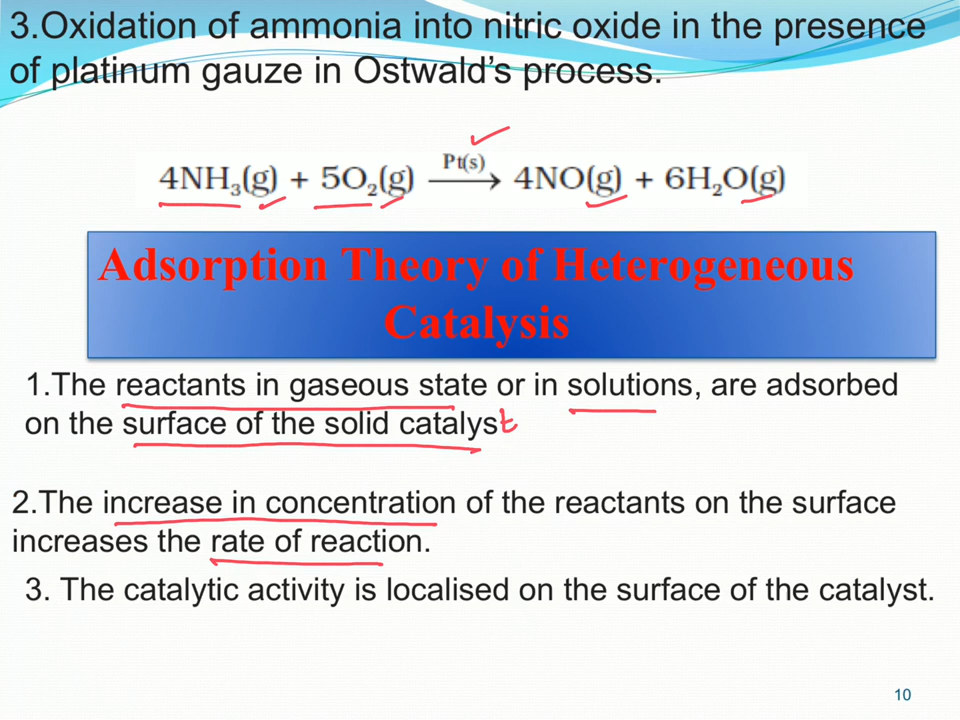 3.Oxidation of ammonia into nitric oxide in the presence
of platinum gauze in Ostwald's process.
4NH₃(g) + 5O₂(g) —Pt(s)→ 4NO(g) + 6H₂O(g)
Adsorption Theory of Heterogeneous
Catalysis
1.The reactants in gaseous state or in solutions, are adsorbed
on the surface of the solid catalyst
2.The increase in concentration of the reactants on the surface
increases the rate of reaction.
3. The catalytic activity is localised on the surface of the catalyst.
10